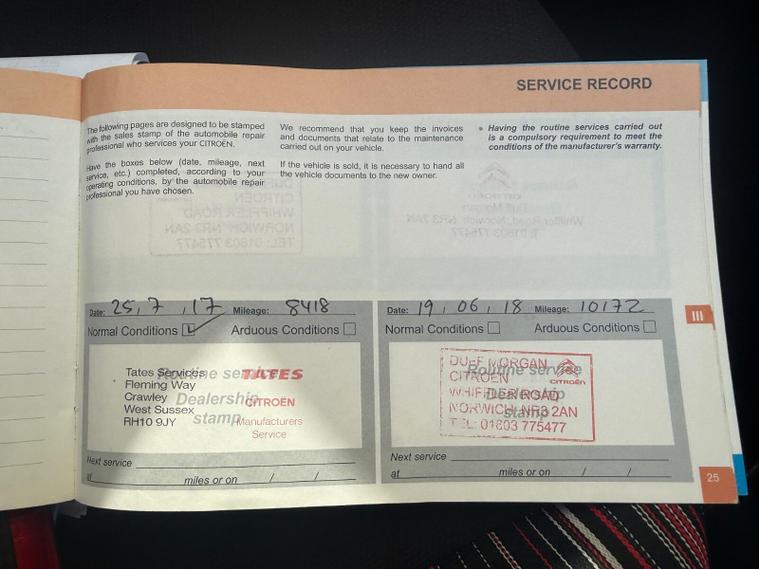 SERVICE RECORD
The following pages are designed to be stamped
with the sales stamp of the automobile repair
professional who services your CITROËN.
Have the boxes below (date, mileage, next
service, etc.) completed, according to your
operating conditions, by the automobile repair
professional you have chosen.
We recommend that you keep the invoices
and documents that relate to the maintenance
carried out on your vehicle.
If the vehicle is sold, it is necessary to hand all
the vehicle documents to the new owner.
• Having the routine services carried out
is a compulsory requirement to meet the
conditions of the manufacturer's warranty.
Date: 25, 7, 17 Mileage: 8418
Normal Conditions Arduous Conditions
Routine service
Dealership
stamp
Tates Services
Fleming Way
Crawley
West Sussex
RH10 9JY
TATES
CITROËN
Manufacturers
Service
Next service
at miles or on / /
Date: 19, 06, 18 Mileage: 10172
Normal Conditions Arduous Conditions
Routine service
Dealership
stamp
DUFF MORGAN
CITROEN
WHIFFLER ROAD
NORWICH NR3 2AN
TEL: 01603 775477
CITROËN
Next service
at miles or on / /
III
25